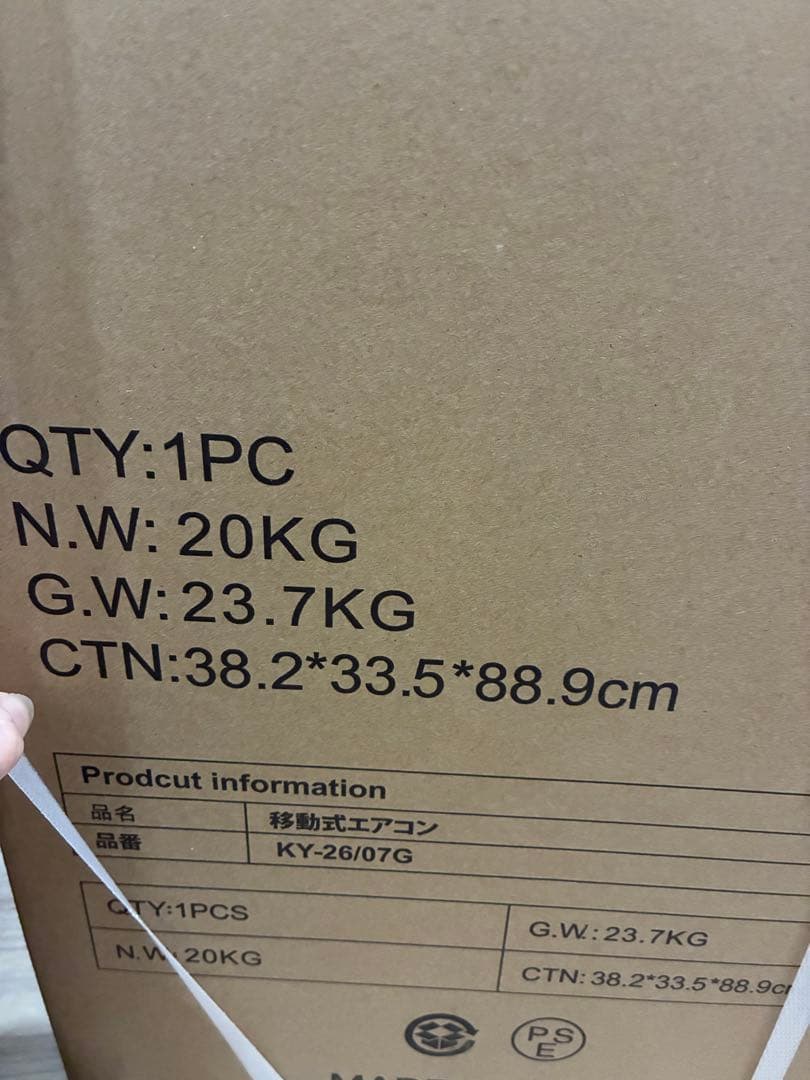 QTY:1PC
N.W: 20KG
G.W:23.7KG
CTN:38.2*33.5*88.9cm
Prodcut information
品名 移動式エアコン
品番 KY-26/07G
QTY:1PCS G.W.:23.7KG
N.W:20KG CTN: 38.2*33.5*88.9cm
PSE